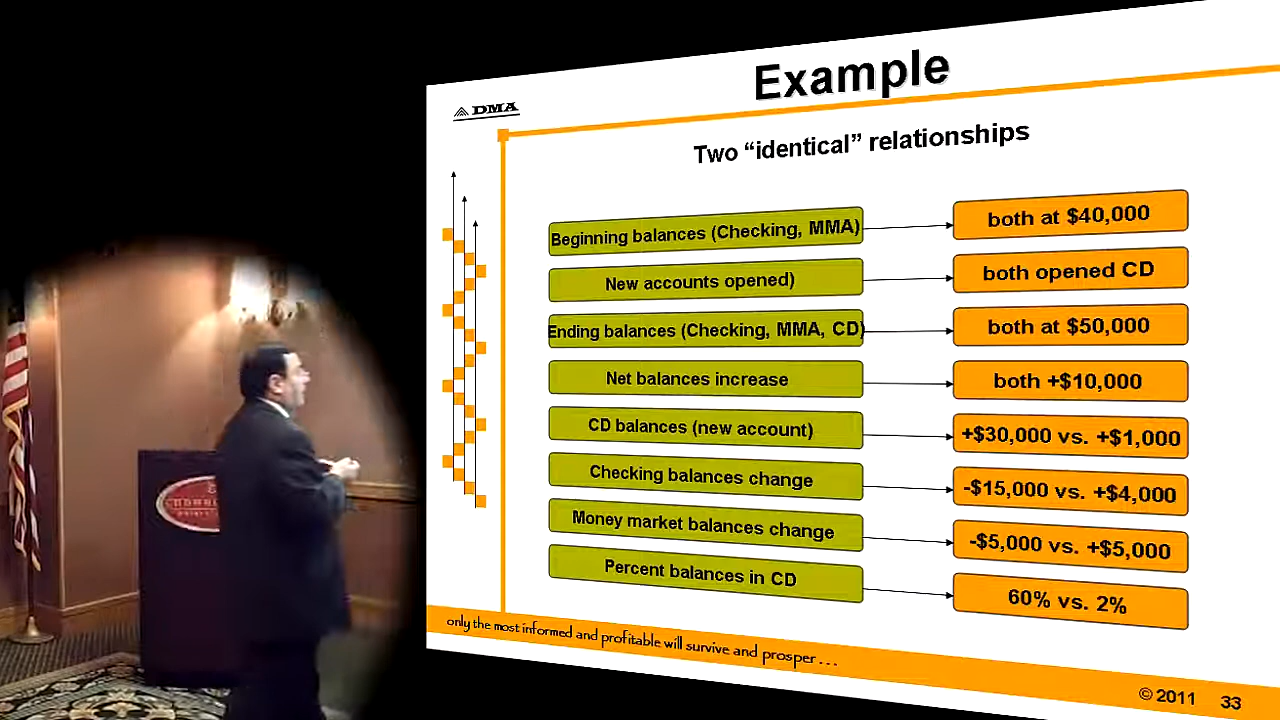 Example
DMA
Two “identical” relationships
Beginning balances (Checking, MMA)
both at $40,000
New accounts opened)
both opened CD
Ending balances (Checking, MMA, CD)
both at $50,000
Net balances increase
both +$10,000
CD balances (new account)
+$30,000 vs. +$1,000
Checking balances change
-$15,000 vs. +$4,000
Money market balances change
-$5,000 vs. +$5,000
Percent balances in CD
60% vs. 2%
only the most informed and profitable will survive and prosper . . .
© 2011 33